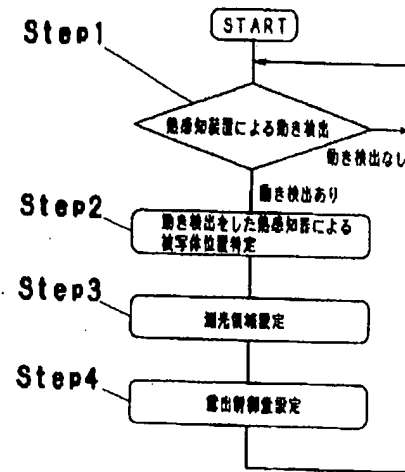 START
Step1
熱感知装置による動き検出
動き検出なし
動き検出あり
Step2
動き検出をした熱感知器による
被写体位置特定
Step3
測光領域設定
Step4
露出制御量設定